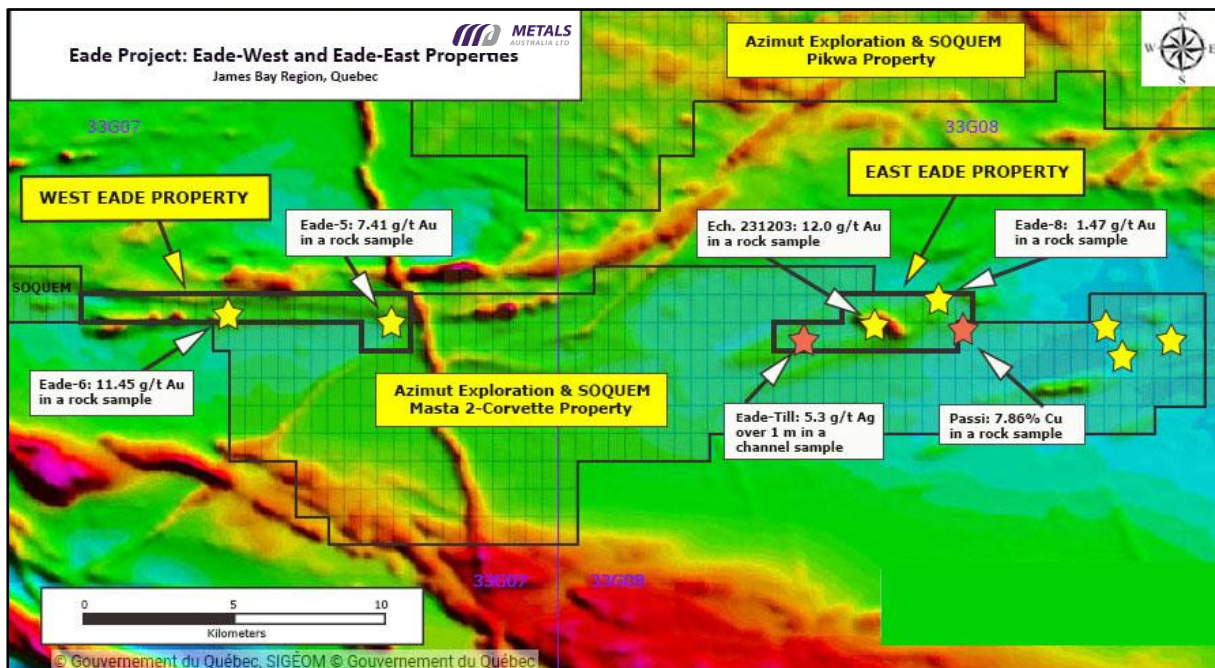 METALS
AUSTRALIA LTD
Eade Project: Eade-West and Eade-East Properties
James Bay Region, Quebec
Azimut Exploration & SOQUEM
Pikwa Property
N
W
E
S
33G07
33G08
WEST EADE PROPERTY
EAST EADE PROPERTY
Eade-5: 7.41 g/t Au
in a rock sample
Ech. 231203: 12.0 g/t Au
in a rock sample
Eade-8: 1.47 g/t Au
in a rock sample
SOQUEM
Eade-6: 11.45 g/t Au
in a rock sample
Azimut Exploration & SOQUEM
Masta 2-Corvette Property
Eade-Till: 5.3 g/t Ag
over 1 m in a
channel sample
Passi: 7.86% Cu
in a rock sample
33G07
33G08
0 5 10
Kilometers
© Gouvernement du Québec, SIGÉOM © Gouvernement du Québec